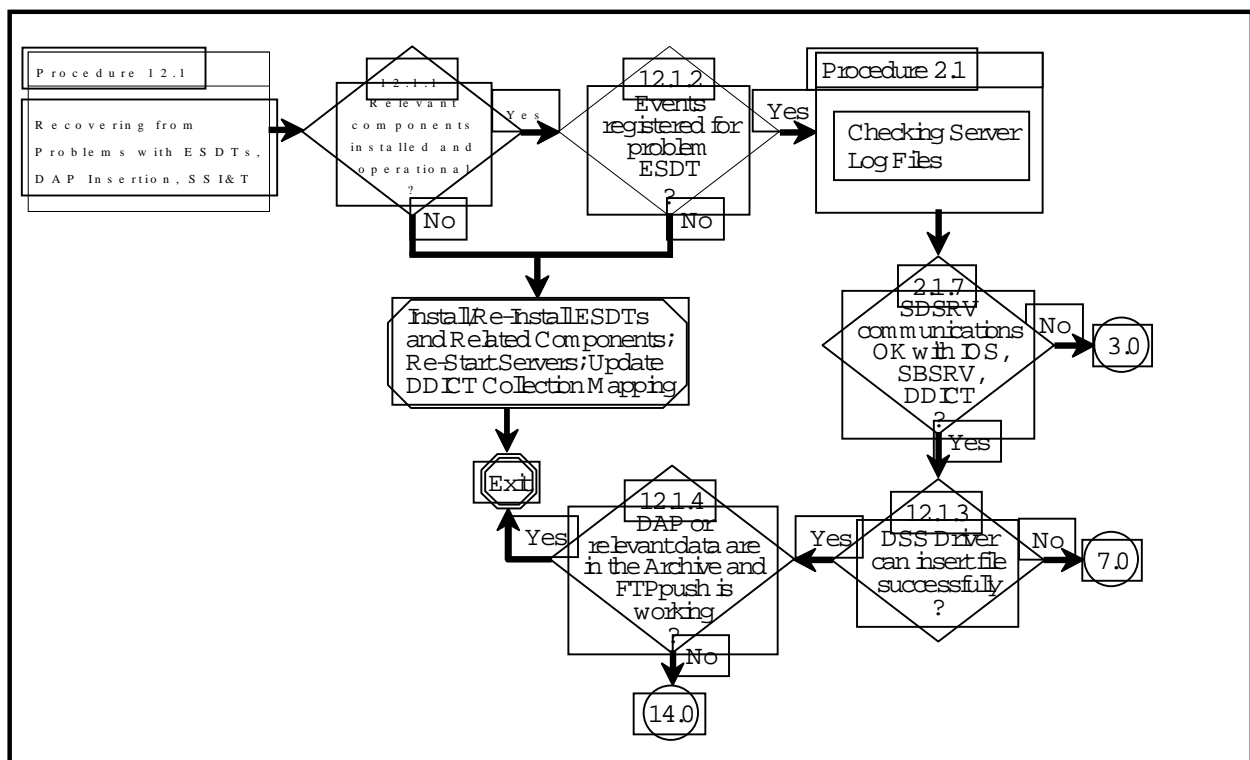 Procedure 12.1
Recovering from
Problems with ESDTs,
DAP Insertion, SSI&T
12.1.1
Relevant
components
installed and
operational
?
Yes
No
12.1.2
Events
registered for
problem
ESDT
?
Yes
No
Procedure 2.1
Checking Server
Log Files
2.1.7
SDSRV
communications
OK with IOS,
SBSRV,
DDICT
?
No
3.0
Yes
Install/Re-Install ESDTs
and Related Components;
Re-Start Servers; Update
DDICT Collection Mapping
Exit
12.1.3
DSS Driver
can insert file
successfully
?
No
7.0
Yes
12.1.4
DAP or
relevant data are
in the Archive and
FTP push is
working
?
Yes
No
14.0